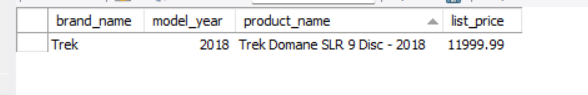 brand_name model_year product_name list_price
Trek 2018 Trek Domane SLR 9 Disc - 2018 11999.99